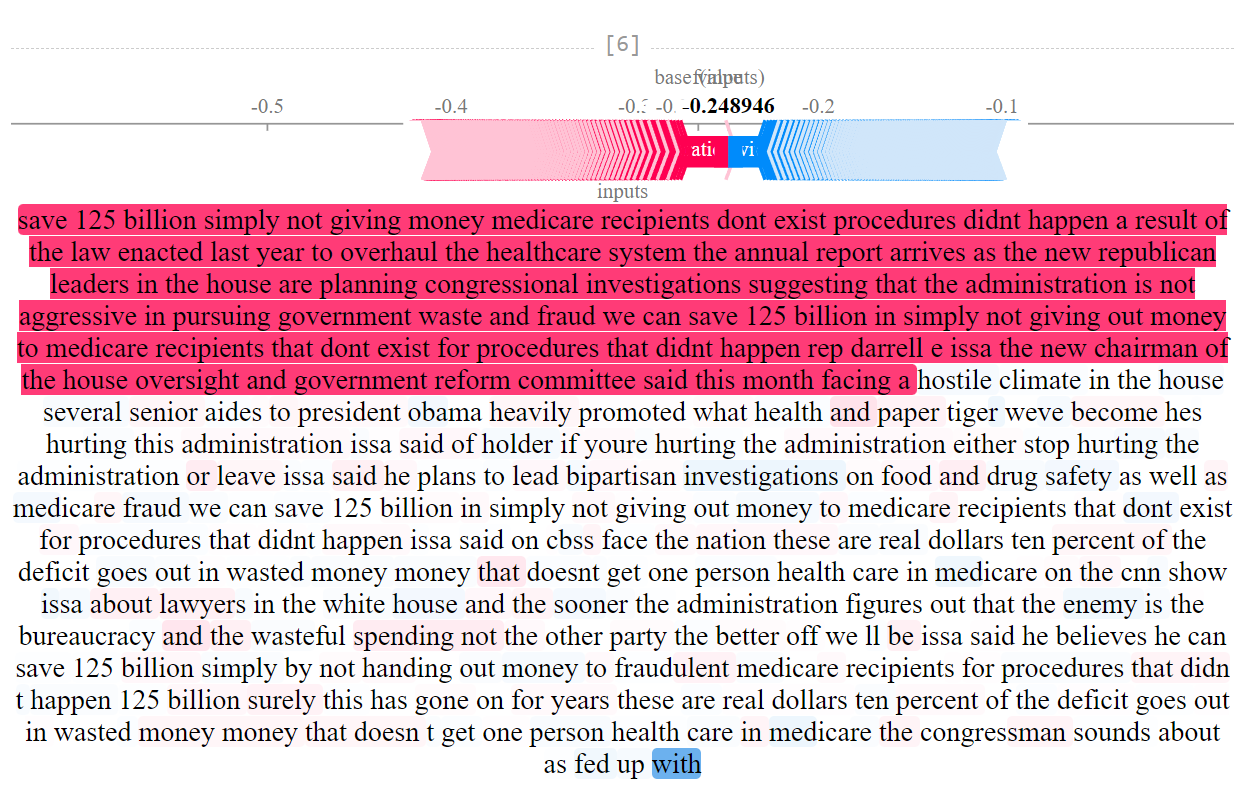 [6]
-0.5 -0.4 -0.248946 -0.2 -0.1
inputs
save 125 billion simply not giving money medicare recipients dont exist procedures didnt happen a result of
the law enacted last year to overhaul the healthcare system the annual report arrives as the new republican
leaders in the house are planning congressional investigations suggesting that the administration is not
aggressive in pursuing government waste and fraud we can save 125 billion in simply not giving out money
to medicare recipients that dont exist for procedures that didnt happen rep darrell e issa the new chairman of
the house oversight and government reform committee said this month facing a hostile climate in the house
several senior aides to president obama heavily promoted what health and paper tiger weve become hes
hurting this administration issa said of holder if youre hurting the administration either stop hurting the
administration or leave issa said he plans to lead bipartisan investigations on food and drug safety as well as
medicare fraud we can save 125 billion in simply not giving out money to medicare recipients that dont exist
for procedures that didnt happen issa said on cbss face the nation these are real dollars ten percent of the
deficit goes out in wasted money money that doesnt get one person health care in medicare on the cnn show
issa about lawyers in the white house and the sooner the administration figures out that the enemy is the
bureaucracy and the wasteful spending not the other party the better off we ll be issa said he believes he can
save 125 billion simply by not handing out money to fraudulent medicare recipients for procedures that didn
t happen 125 billion surely this has gone on for years these are real dollars ten percent of the deficit goes out
in wasted money money that doesn t get one person health care in medicare the congressman sounds about
as fed up with